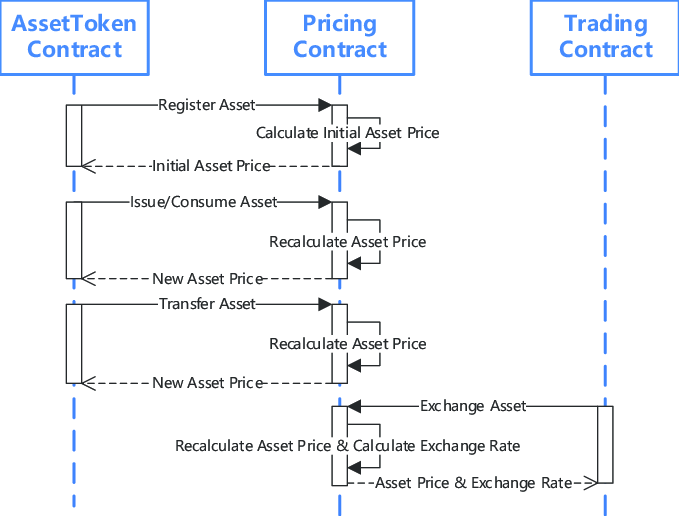 AssetToken
Contract
Pricing
Contract
Trading
Contract
Register Asset
Calculate Initial Asset Price
Initial Asset Price
Issue/Consume Asset
Recalculate Asset Price
New Asset Price
Transfer Asset
Recalculate Asset Price
New Asset Price
Exchange Asset
Recalculate Asset Price & Calculate Exchange Rate
Asset Price & Exchange Rate